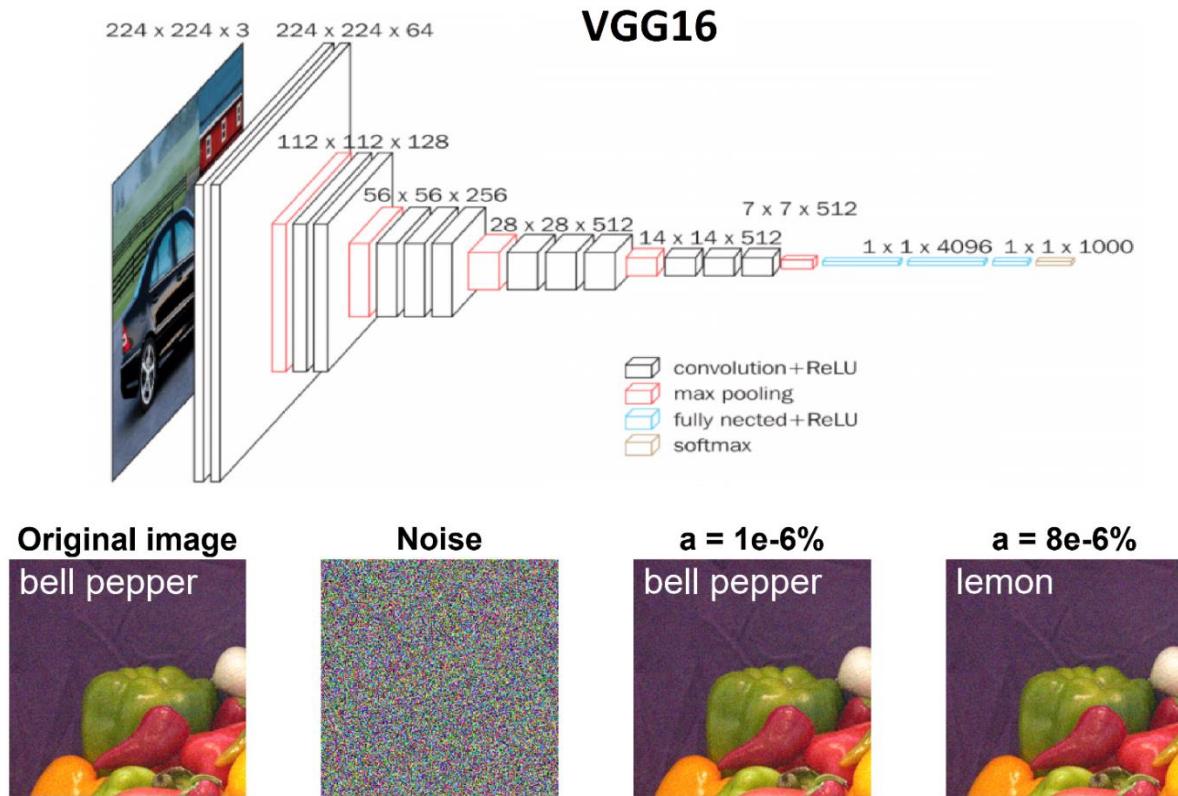 VGG16
224 x 224 x 3
224 x 224 x 64
112 x 112 x 128
56 x 56 x 256
28 x 28 x 512
14 x 14 x 512
7 x 7 x 512
1 x 1 x 4096
1 x 1 x 1000
convolution+ReLU
max pooling
fully nected+ReLU
softmax
Original image
Noise
a = 1e-6%
a = 8e-6%
bell pepper
bell pepper
lemon